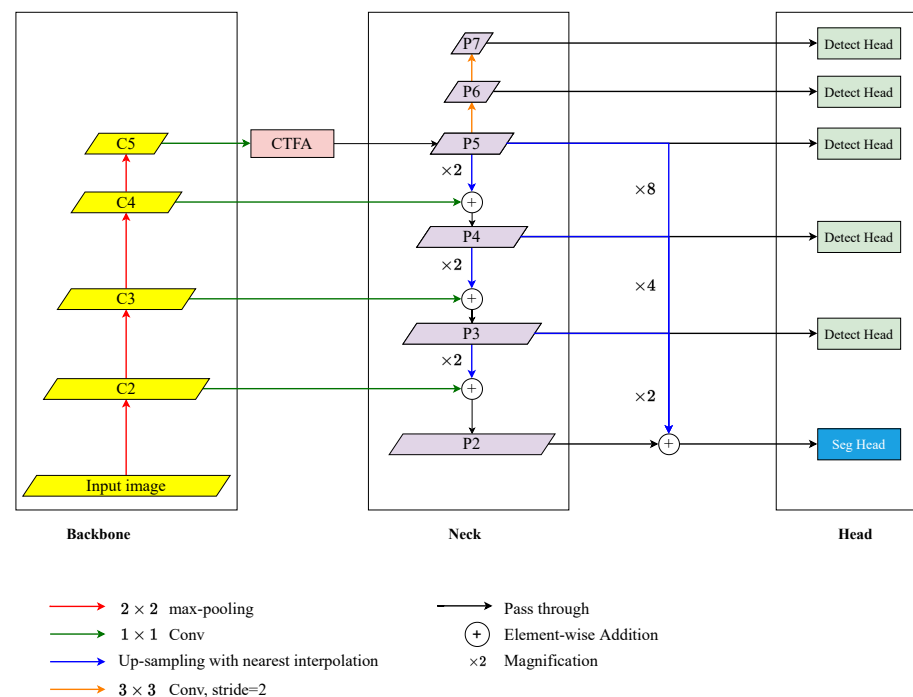 P7
Detect Head
P6
Detect Head
C5
CTFA
P5
Detect Head
×2
×8
C4
P4
Detect Head
×2
×4
C3
P3
Detect Head
×2
C2
×2
P2
Seg Head
Input image
Backbone
Neck
Head
2 × 2 max-pooling
Pass through
1 × 1 Conv
+ Element-wise Addition
Up-sampling with nearest interpolation
×2 Magnification
3 × 3 Conv, stride=2